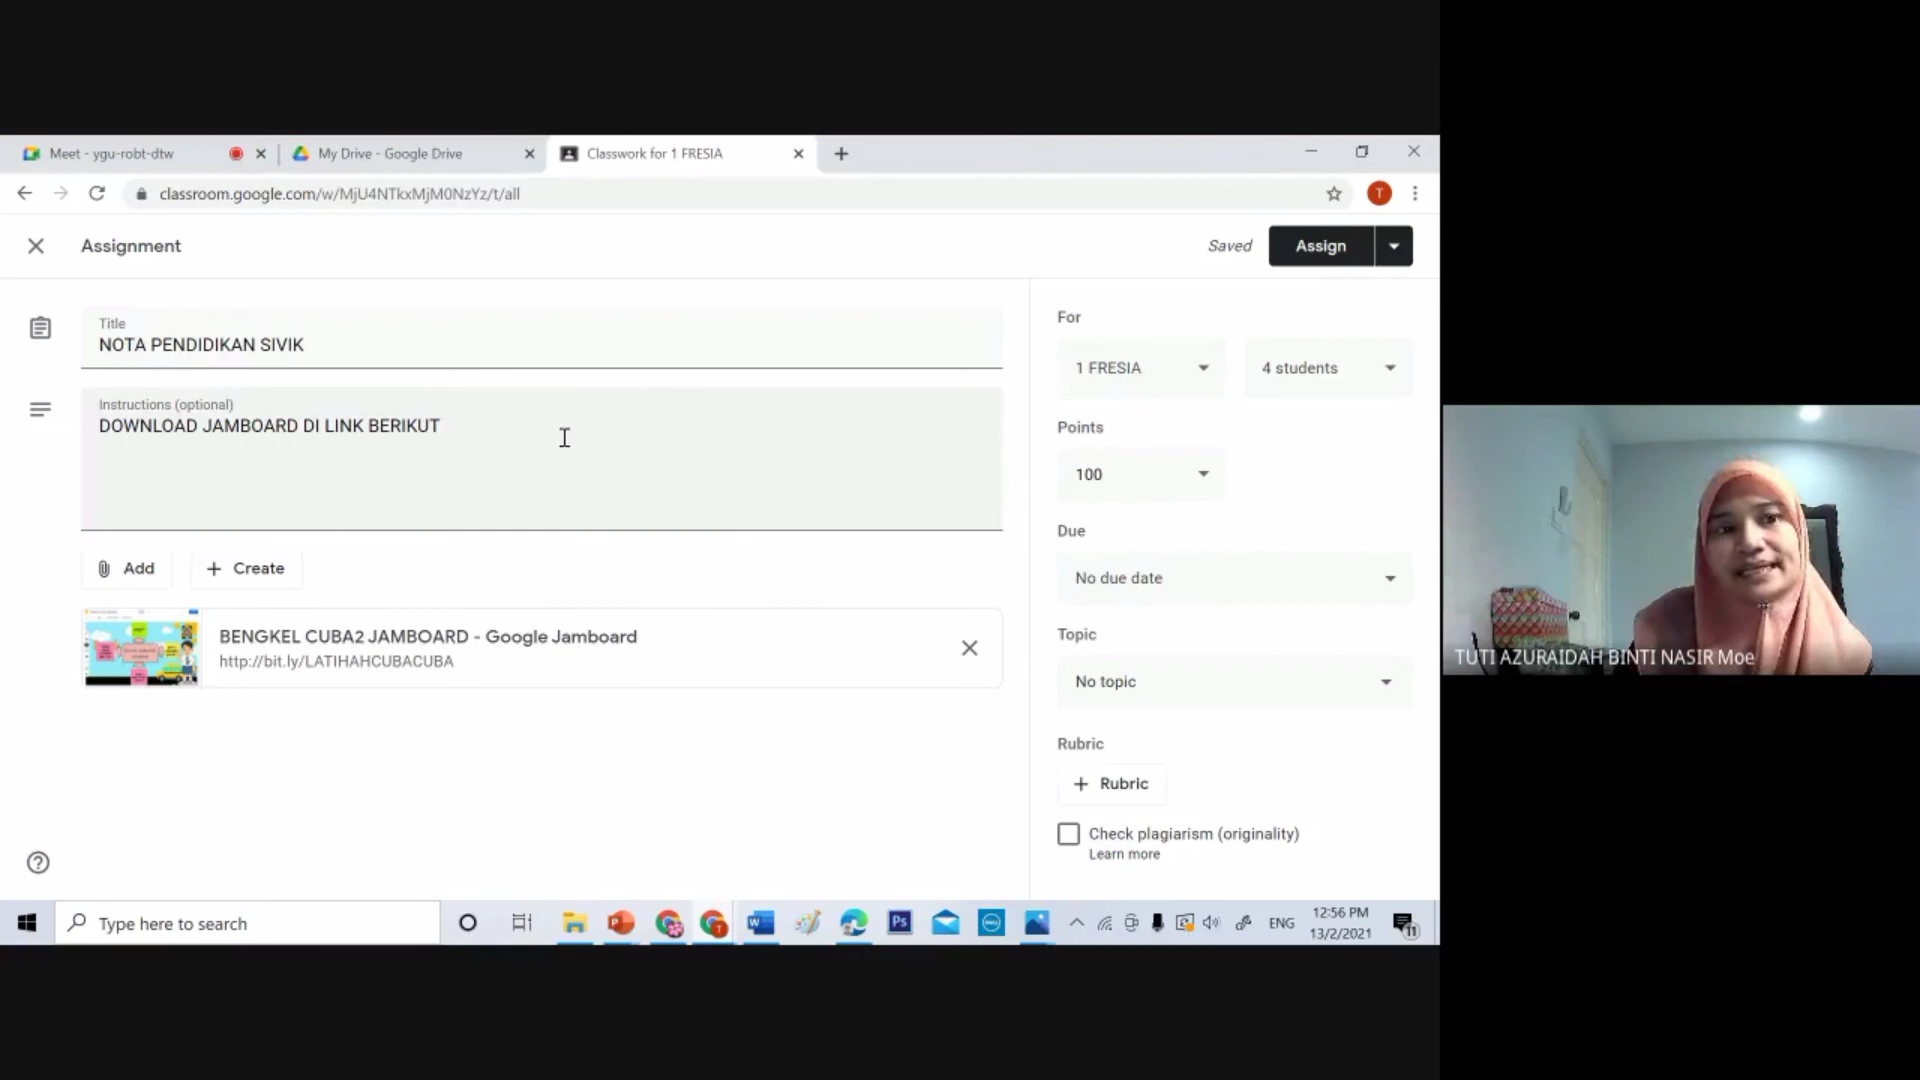 Meet - ygu-robt-dtw
My Drive - Google Drive
Classwork for 1 FRESIA
classroom.google.com/w/MjU4NTkxMjM0NzYz/t/all
T
Assignment
Saved
Assign
Title
NOTA PENDIDIKAN SIVIK
Instructions (optional)
DOWNLOAD JAMBOARD DI LINK BERIKUT
Add
Create
BENGKEL CUBA2 JAMBOARD - Google Jamboard
http://bit.ly/LATIHAHCUBACUBA
For
1 FRESIA
4 students
Points
100
Due
No due date
Topic
No topic
Rubric
Rubric
Check plagiarism (originality)
Learn more
TUTI AZURAIDAH BINTI NASIR Moe
Type here to search
Ps
ENG
12:56 PM
13/2/2021
11